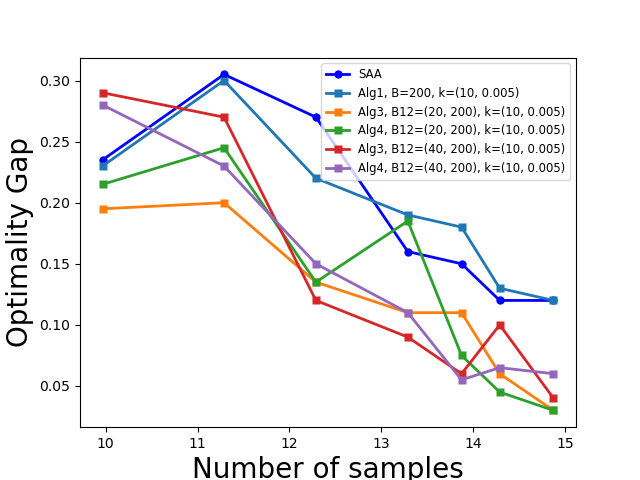 SAA
Alg1, B=200, k=(10, 0.005)
Alg3, B12=(20, 200), k=(10, 0.005)
Alg4, B12=(20, 200), k=(10, 0.005)
Alg3, B12=(40, 200), k=(10, 0.005)
Alg4, B12=(40, 200), k=(10, 0.005)
Optimality Gap
0.30
0.25
0.20
0.15
0.10
0.05
10 11 12 13 14 15
Number of samples